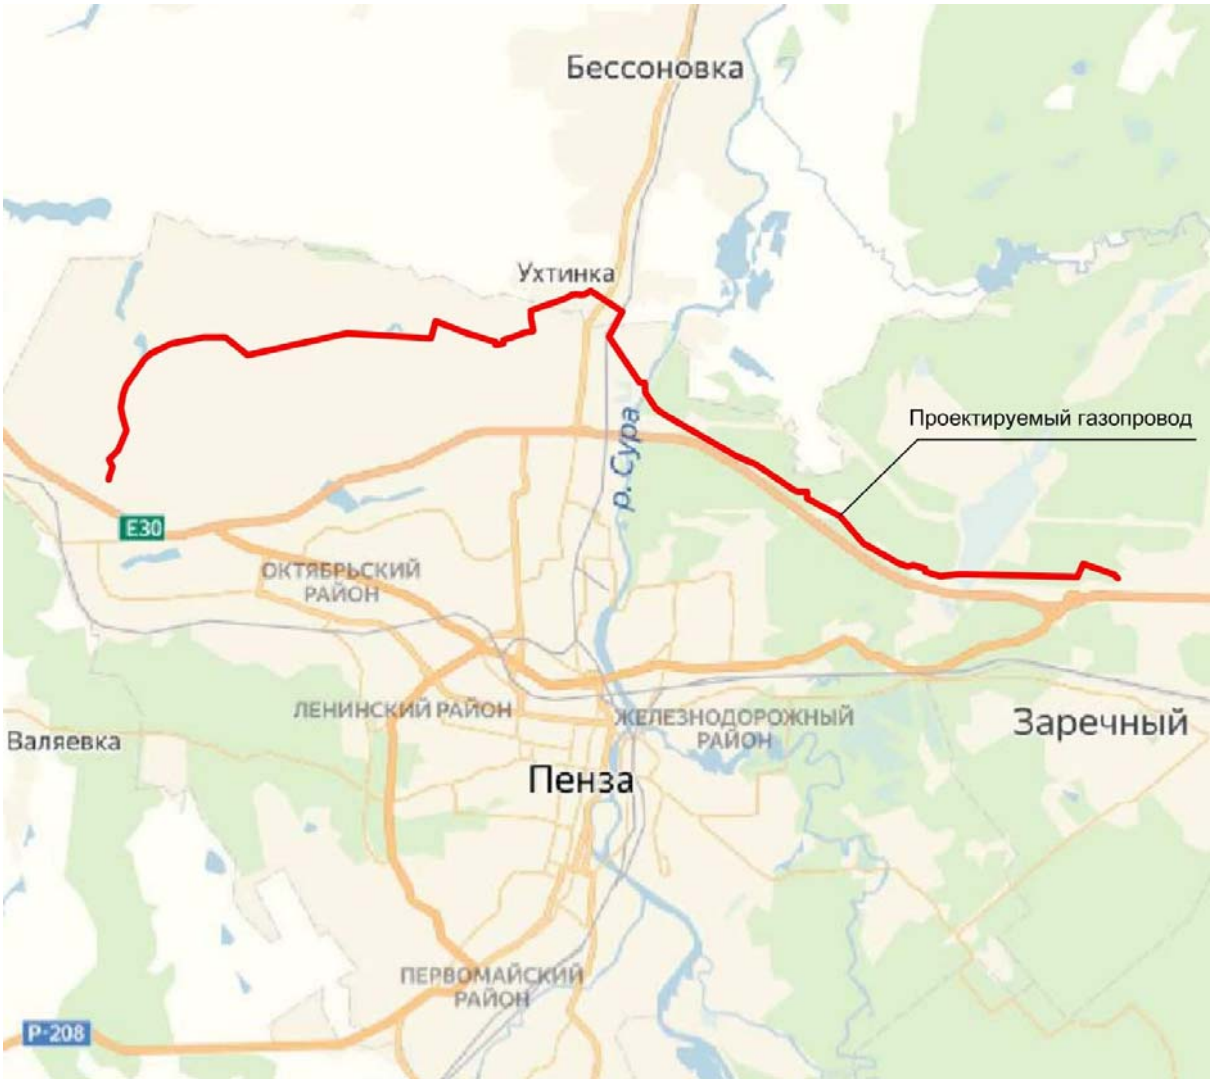 Бессоновка
Ухтинка
Проектируемый газопровод
р. Сура
E30
ОКТЯБРЬСКИЙ
РАЙОН
ЛЕНИНСКИЙ РАЙОН
ЖЕЛЕЗНОДОРОЖНЫЙ
РАЙОН
Заречный
Валяевка
Пенза
ПЕРВОМАЙСКИЙ
РАЙОН
Р-208